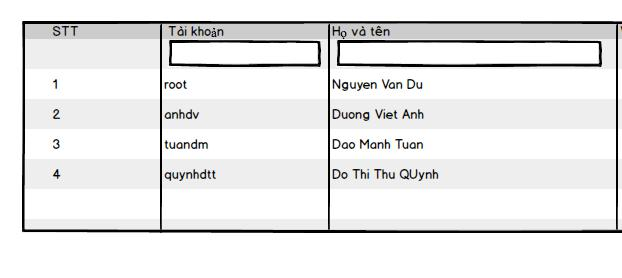 STT Tài khoản Họ và tên
1 root Nguyen Van Du
2 anhdv Duong Viet Anh
3 tuandm Dao Manh Tuan
4 quynhdtt Do Thi Thu QUynh